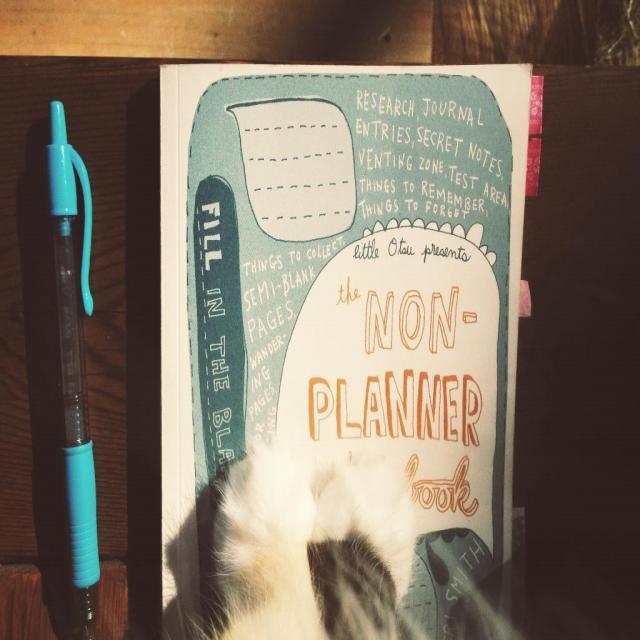 RESEARCH, JOURNAL
ENTRIES, SECRET NOTES,
VENTING ZONE, TEST AREA
THINGS TO REMEMBER,
THINGS TO FORGET
FILL IN THE BLA
THINGS TO COLLECT,
SEMI-BLANK
PAGES,
WANDER-
ING
PAGES
little Otsu presents
the
NON-
PLANNER
book
SMITH